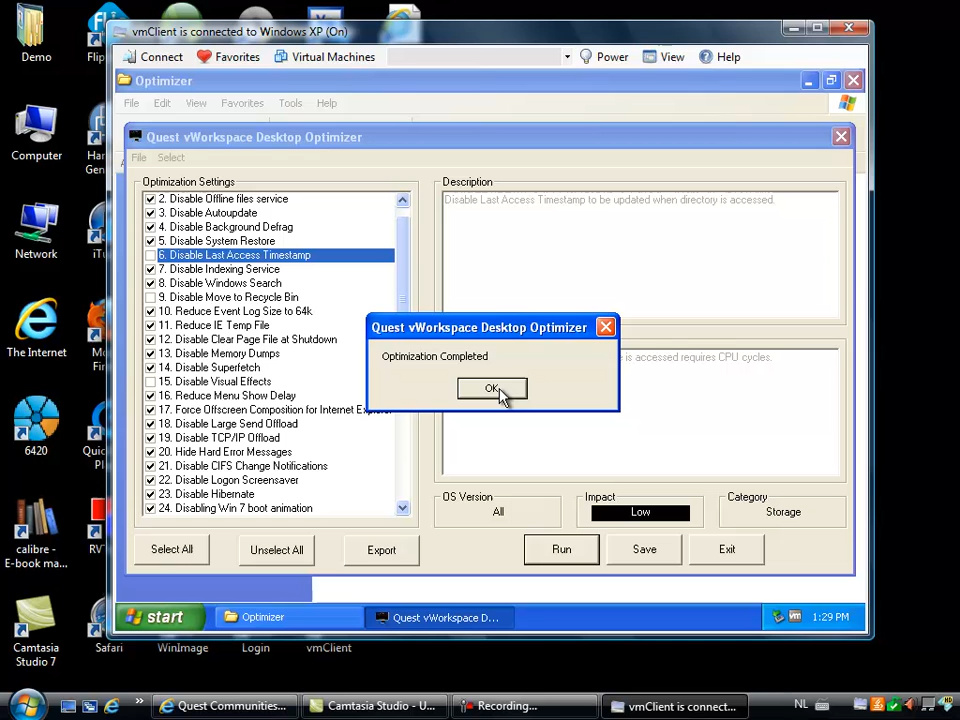 vmClient is connected to Windows XP (On)
Demo
Flip
Connect
Favorites
Virtual Machines
Power
View
Help
Optimizer
File Edit View Favorites Tools Help
Quest vWorkspace Desktop Optimizer
Computer
File Select
Optimization Settings
Description
2. Disable Offline files service
Disable Last Access Timestamp to be updated when directory is accessed.
3. Disable Autoupdate
4. Disable Background Defrag
5. Disable System Restore
6. Disable Last Access Timestamp
Network
7. Disable Indexing Service
8. Disable Windows Search
9. Disable Move to Recycle Bin
10. Reduce Event Log Size to 64k
11. Reduce IE Temp File
Quest vWorkspace Desktop Optimizer
12. Disable Clear Page File at Shutdown
The Internet
13. Disable Memory Dumps
Optimization Completed
is accessed requires CPU cycles.
14. Disable Superfetch
15. Disable Visual Effects
OK
16. Reduce Menu Show Delay
17. Force Offscreen Composition for Internet Explorer
18. Disable Large Send Offload
19. Disable TCP/IP Offload
6420
20. Hide Hard Error Messages
21. Disable CIFS Change Notifications
22. Disable Logon Screensaver
23. Disable Hibernate
24. Disabling Win 7 boot animation
OS Version
All
Impact
Low
Category
Storage
Select All
Unselect All
Export
Run
Save
Exit
calibre -
E-book ma...
start
Optimizer
Quest vWorkspace D...
1:29 PM
Camtasia
Studio 7
Safari
WinImage
Login
vmClient
Quest Communities...
Camtasia Studio - U...
Recording...
vmClient is connect...
NL